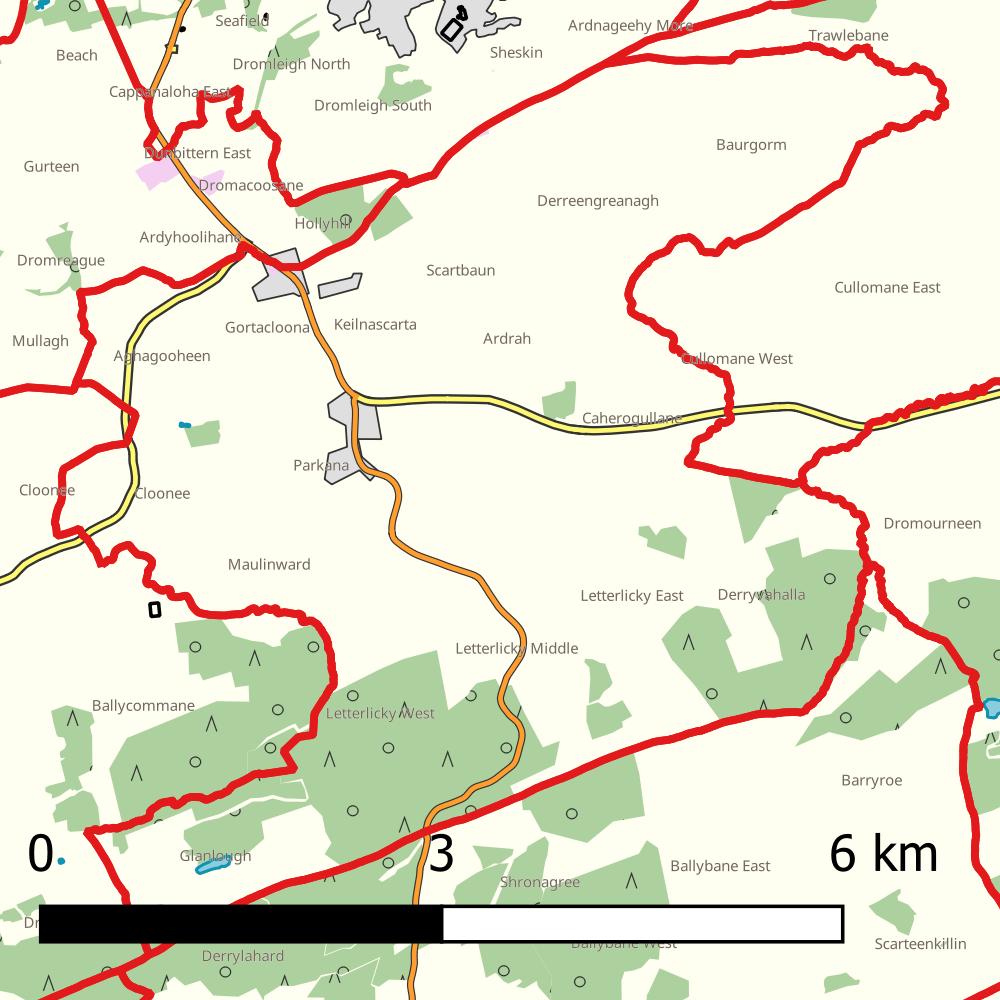 Seafield
Ardnageehy More
Trawlebane
Beach
Sheskin
Dromleigh North
Cappanaloha East
Dromleigh South
Baurgorm
Dunbittern East
Gurteen
Dromacoosane
Derreengreanagh
Hollyhill
Ardyhoolihane
Dromreague
Scartbaun
Cullomane East
Gortacloona
Keilnascarta
Mullagh
Ardrah
Agnagooheen
Cullomane West
Caherogullane
Parkana
Cloonee
Cloonee
Dromourneen
Maulinward
Letterlicky East
Derryvahalla
Letterlicky Middle
Ballycommane
Letterlicky West
Barryroe
0
3
6 km
Glanlough
Ballybane East
Shronagree
Ballybane West
Scarteenkillin
Derrylahard